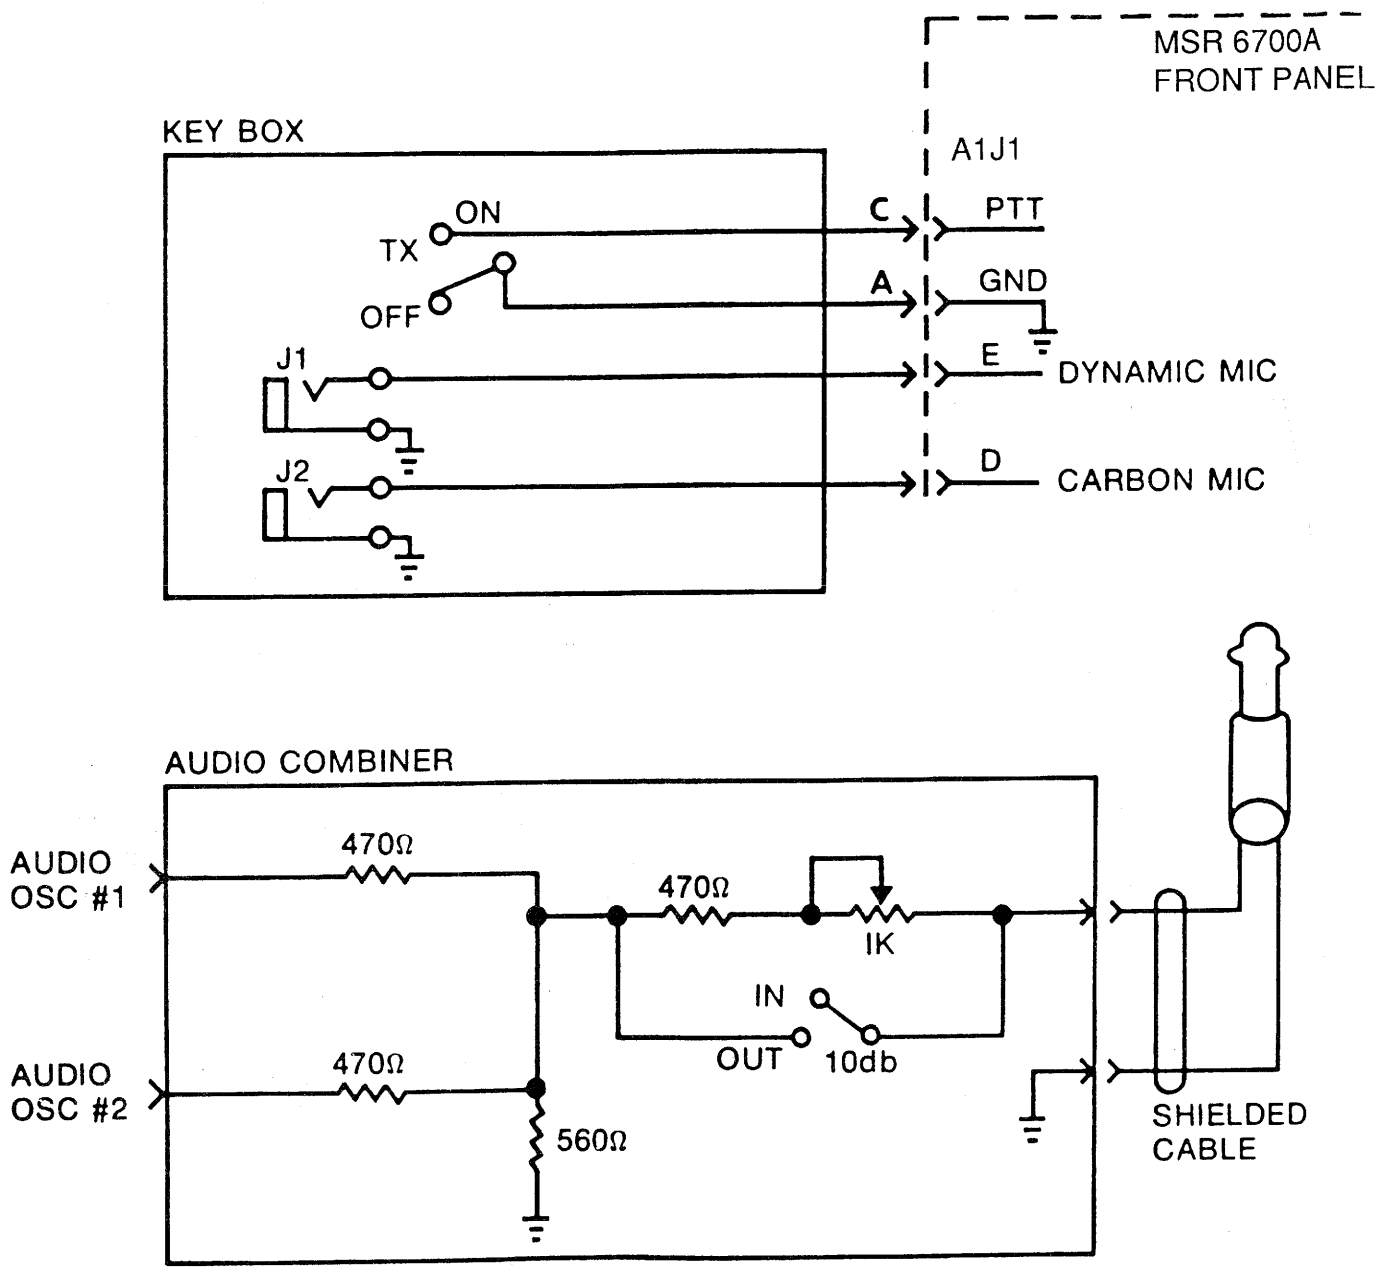 MSR 6700A
FRONT PANEL
KEY BOX
A1J1
ON
C
PTT
TX
A
GND
OFF
J1
E
DYNAMIC MIC
J2
D
CARBON MIC
AUDIO COMBINER
470Ω
AUDIO
OSC #1
470Ω
IK
IN
OUT
10db
470Ω
AUDIO
OSC #2
560Ω
SHIELDED
CABLE